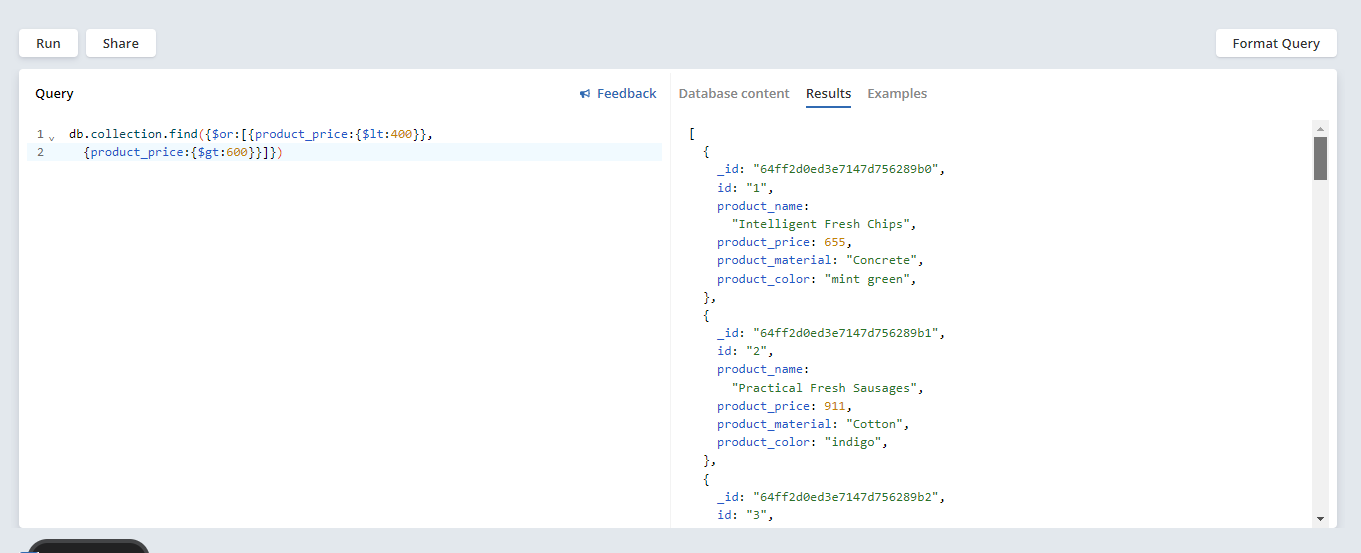 Run
Share
Format Query
Query
Feedback
Database content
Results
Examples
1 db.collection.find({$or:[{product_price:{$lt:400}},
2 {product_price:{$gt:600}}]})
[
{
_id: "64ff2d0ed3e7147d756289b0",
id: "1",
product_name:
"Intelligent Fresh Chips",
product_price: 655,
product_material: "Concrete",
product_color: "mint green",
},
{
_id: "64ff2d0ed3e7147d756289b1",
id: "2",
product_name:
"Practical Fresh Sausages",
product_price: 911,
product_material: "Cotton",
product_color: "indigo",
},
{
_id: "64ff2d0ed3e7147d756289b2",
id: "3",